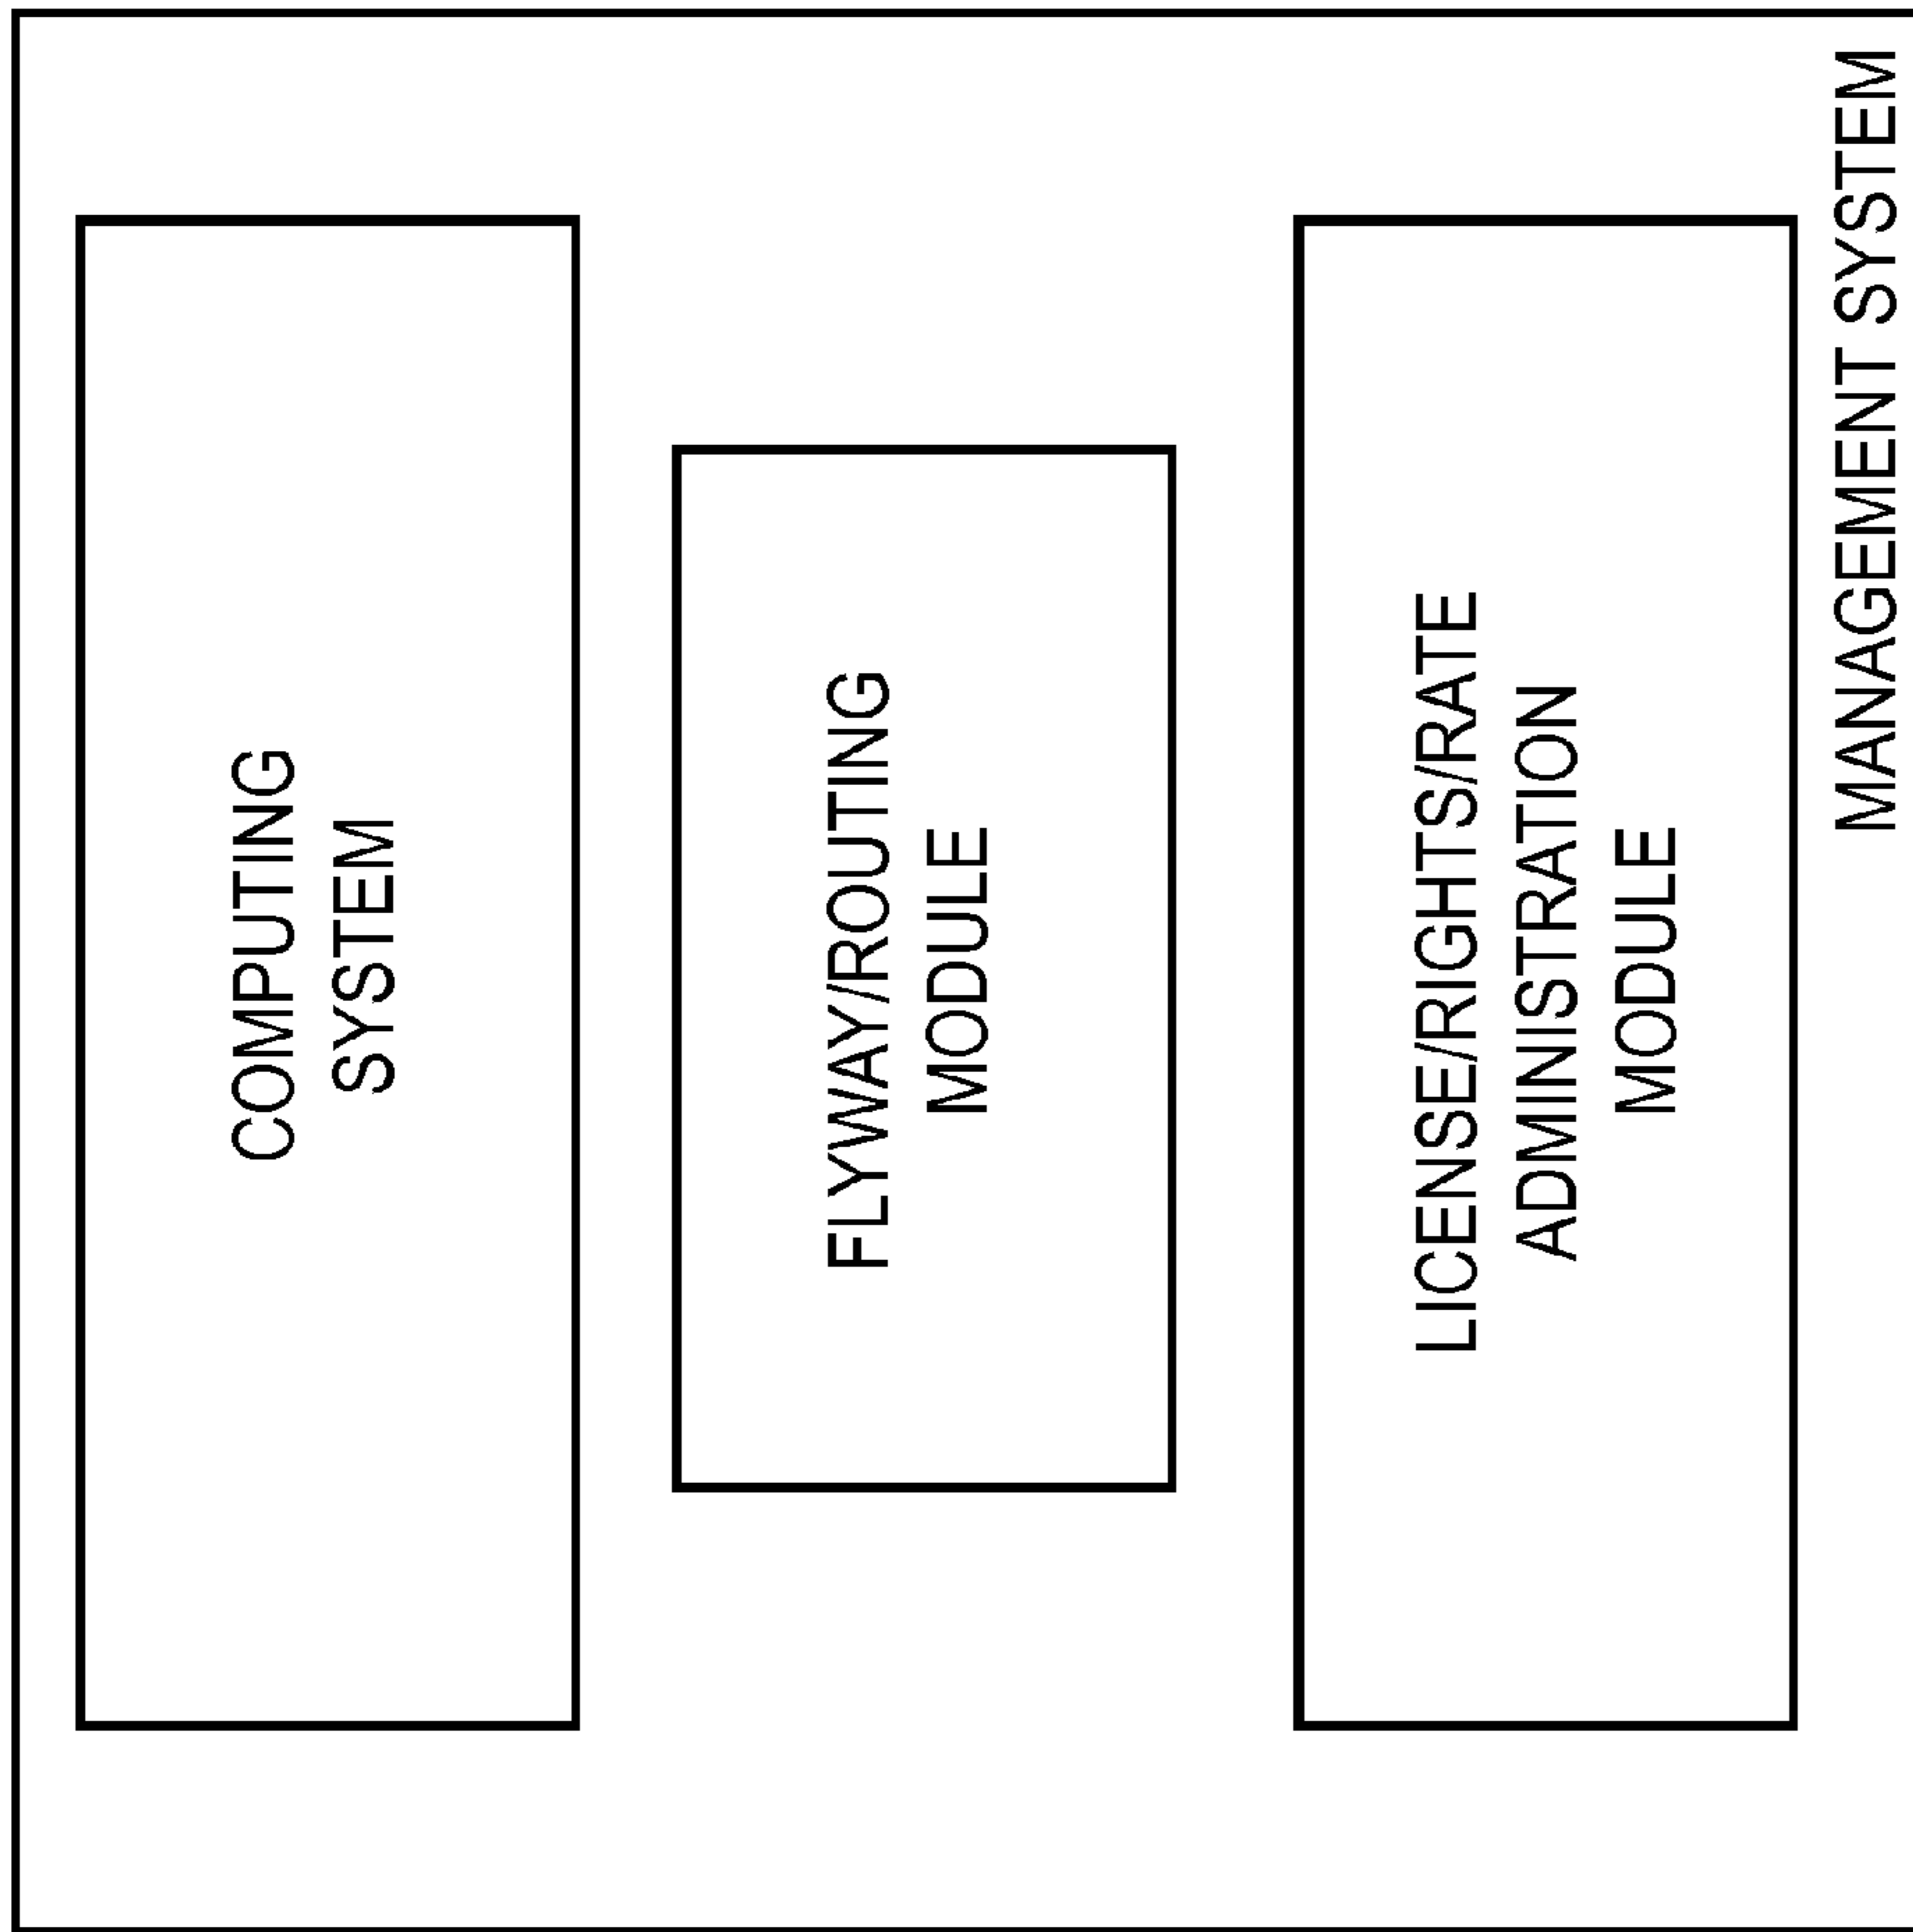 COMPUTING
SYSTEM
FLYWAY/ROUTING
MODULE
LICENSE/RIGHTS/RATE
ADMINISTRATION
MODULE
MANAGEMENT SYSTEM